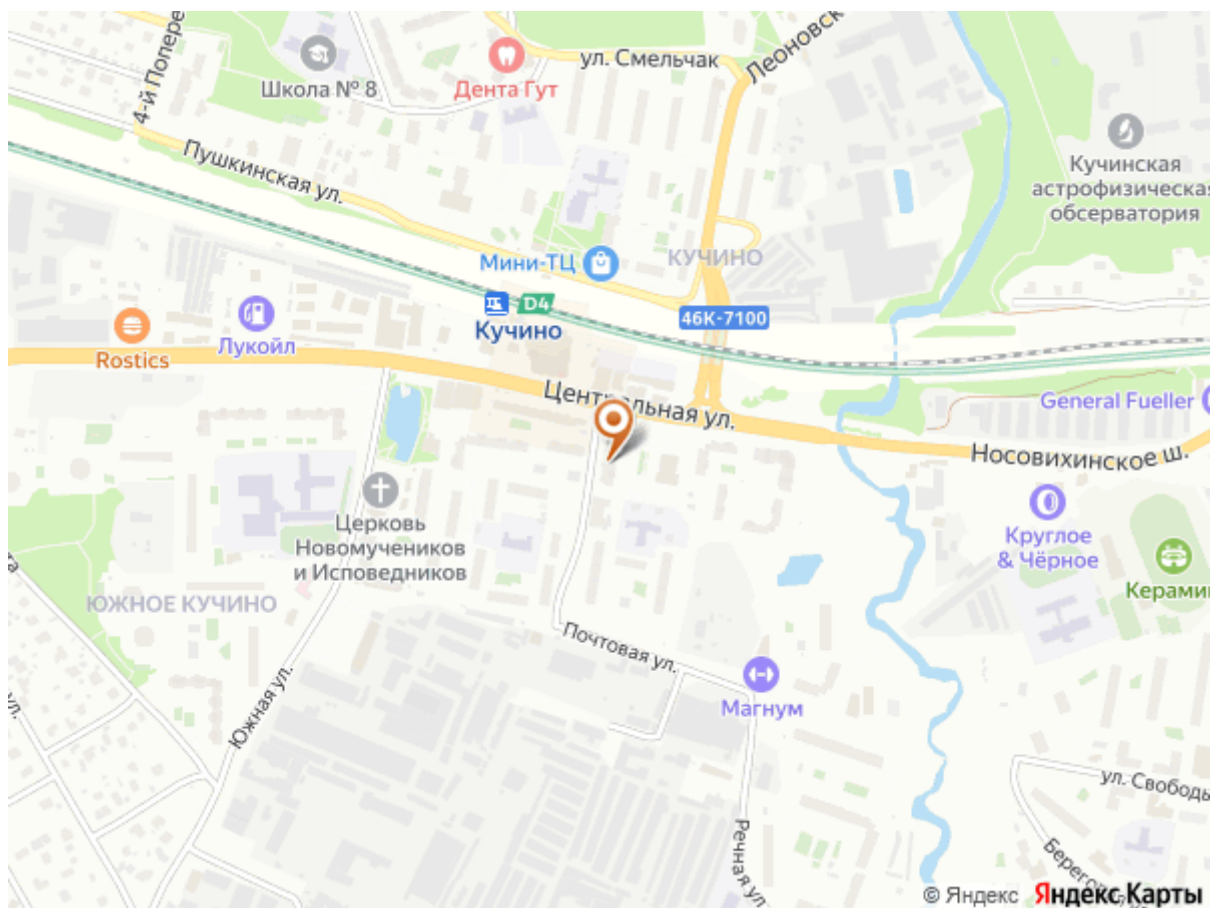 4-й Попере
Школа № 8
Дента Гут
ул. Смельчак
Леоновск
Пушкинская ул.
Кучинская
астрофизическая
обсерватория
Мини-ТЦ
КУЧИНО
D4
Кучино
46К-7100
Rostics
Лукойл
Центральная ул.
General Fueller
Носовихинское ш.
Церковь
Новомучеников
и Исповедников
Круглое
& Чёрное
Керамик
ЮЖНОЕ КУЧИНО
Почтовая ул.
Магнум
Южная ул.
ул.
ул. Свободы
Речная ул.
© Яндекс Яндекс Карты